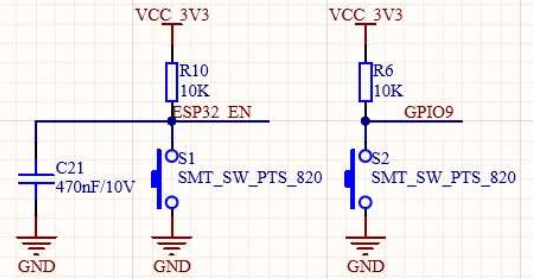 VCC_3V3
VCC_3V3
R10
10K
R6
10K
ESP32_EN
GPIO9
S1
SMT_SW_PTS_820
S2
SMT_SW_PTS_820
C21
470nF/10V
GND
GND
GND